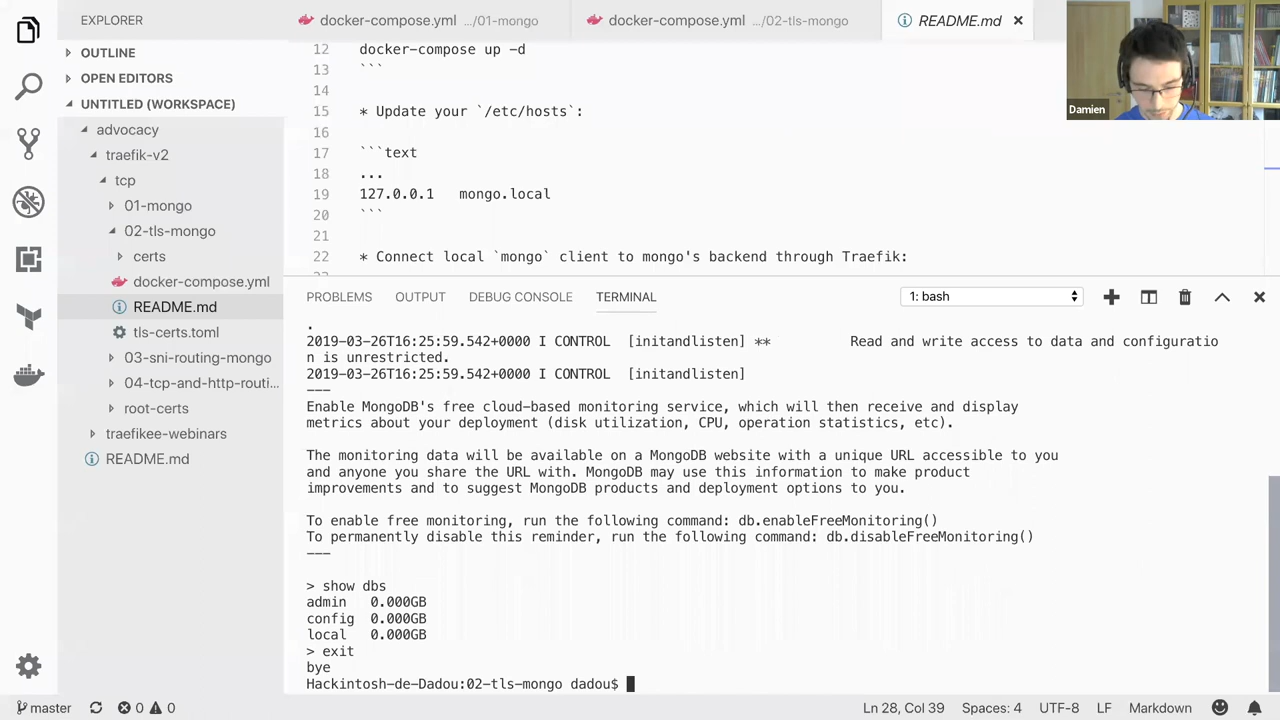 EXPLORER
docker-compose.yml .../01-mongo
docker-compose.yml .../02-tls-mongo
README.md
OUTLINE
OPEN EDITORS
UNTITLED (WORKSPACE)
advocacy
traefik-v2
tcp
01-mongo
02-tls-mongo
certs
docker-compose.yml
README.md
tls-certs.toml
03-sni-routing-mongo
04-tcp-and-http-routi...
root-certs
traefikee-webinars
README.md
12 docker-compose up -d
13 ```
14
15 * Update your `/etc/hosts`:
16
17 ```text
18 ...
19 127.0.0.1   mongo.local
20 ```
21
22 * Connect local `mongo` client to mongo's backend through Traefik:
Damien
PROBLEMS OUTPUT DEBUG CONSOLE TERMINAL 1: bash
.
2019-03-26T16:25:59.542+0000 I CONTROL  [initandlisten] **          Read and write access to data and configuratio
n is unrestricted.
2019-03-26T16:25:59.542+0000 I CONTROL  [initandlisten]
---
Enable MongoDB's free cloud-based monitoring service, which will then receive and display
metrics about your deployment (disk utilization, CPU, operation statistics, etc).
The monitoring data will be available on a MongoDB website with a unique URL accessible to you
and anyone you share the URL with. MongoDB may use this information to make product
improvements and to suggest MongoDB products and deployment options to you.
To enable free monitoring, run the following command: db.enableFreeMonitoring()
To permanently disable this reminder, run the following command: db.disableFreeMonitoring()
---
> show dbs
admin   0.000GB
config  0.000GB
local   0.000GB
> exit
bye
Hackintosh-de-Dadou:02-tls-mongo dadou$
master 0 0 Ln 28, Col 39 Spaces: 4 UTF-8 LF Markdown